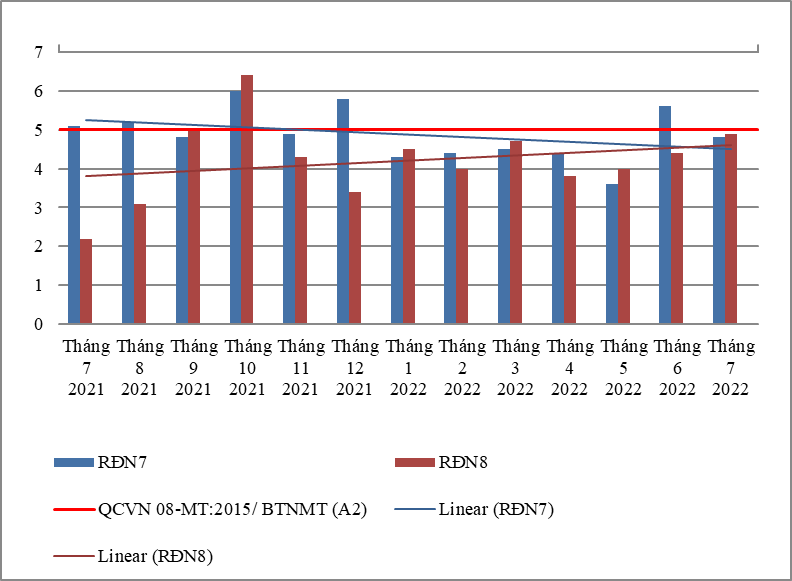 7
6
5
4
3
2
1
0
Tháng 7 2021
Tháng 8 2021
Tháng 9 2021
Tháng 10 2021
Tháng 11 2021
Tháng 12 2021
Tháng 1 2022
Tháng 2 2022
Tháng 3 2022
Tháng 4 2022
Tháng 5 2022
Tháng 6 2022
Tháng 7 2022
RĐN7
RĐN8
QCVN 08-MT:2015/ BTNMT (A2)
Linear (RĐN7)
Linear (RĐN8)